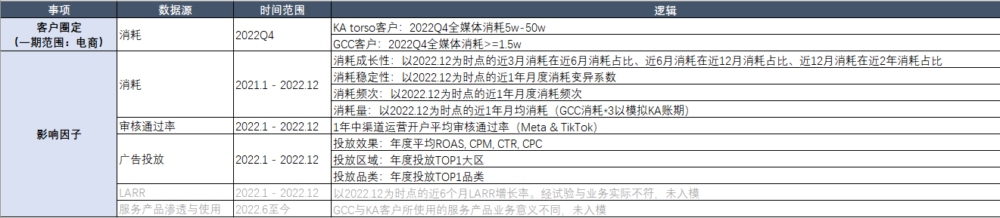 事项 数据源 时间范围 逻辑
客户圈定
(一期范围：电商) 消耗 2022Q4 KA torso客户：2022Q4全媒体消耗5w-50w
GCC客户：2022Q4全媒体消耗>=1.5w
影响因子 消耗 2021.1 - 2022.12 消耗成长性：以2022.12为时点的近3月消耗在近6月消耗占比、近6月消耗在近12月消耗占比、近12月消耗在近2年消耗占比
消耗稳定性：以2022.12为时点的近1年月度消耗变异系数
消耗频次：以2022.12为时点的近1年月度消耗频次
消耗量：以2022.12为时点的近1年月均消耗（GCC消耗*3以模拟KA账期）
审核通过率 2022.1 - 2022.12 1年中渠道运营开户平均审核通过率（Meta & TikTok）
广告投放 2022.1 - 2022.12 投放效果：年度平均ROAS, CPM, CTR, CPC
投放区域：年度投放TOP1大区
投放品类：年度投放TOP1品类
LARR 2022.1 - 2022.12 以2022.12为时点的近6个月LARR增长率。经试验与业务实际不符，未入模
服务产品渗透与使用 2022.6至今 GCC与KA客户所使用的服务产品业务意义不同，未入模